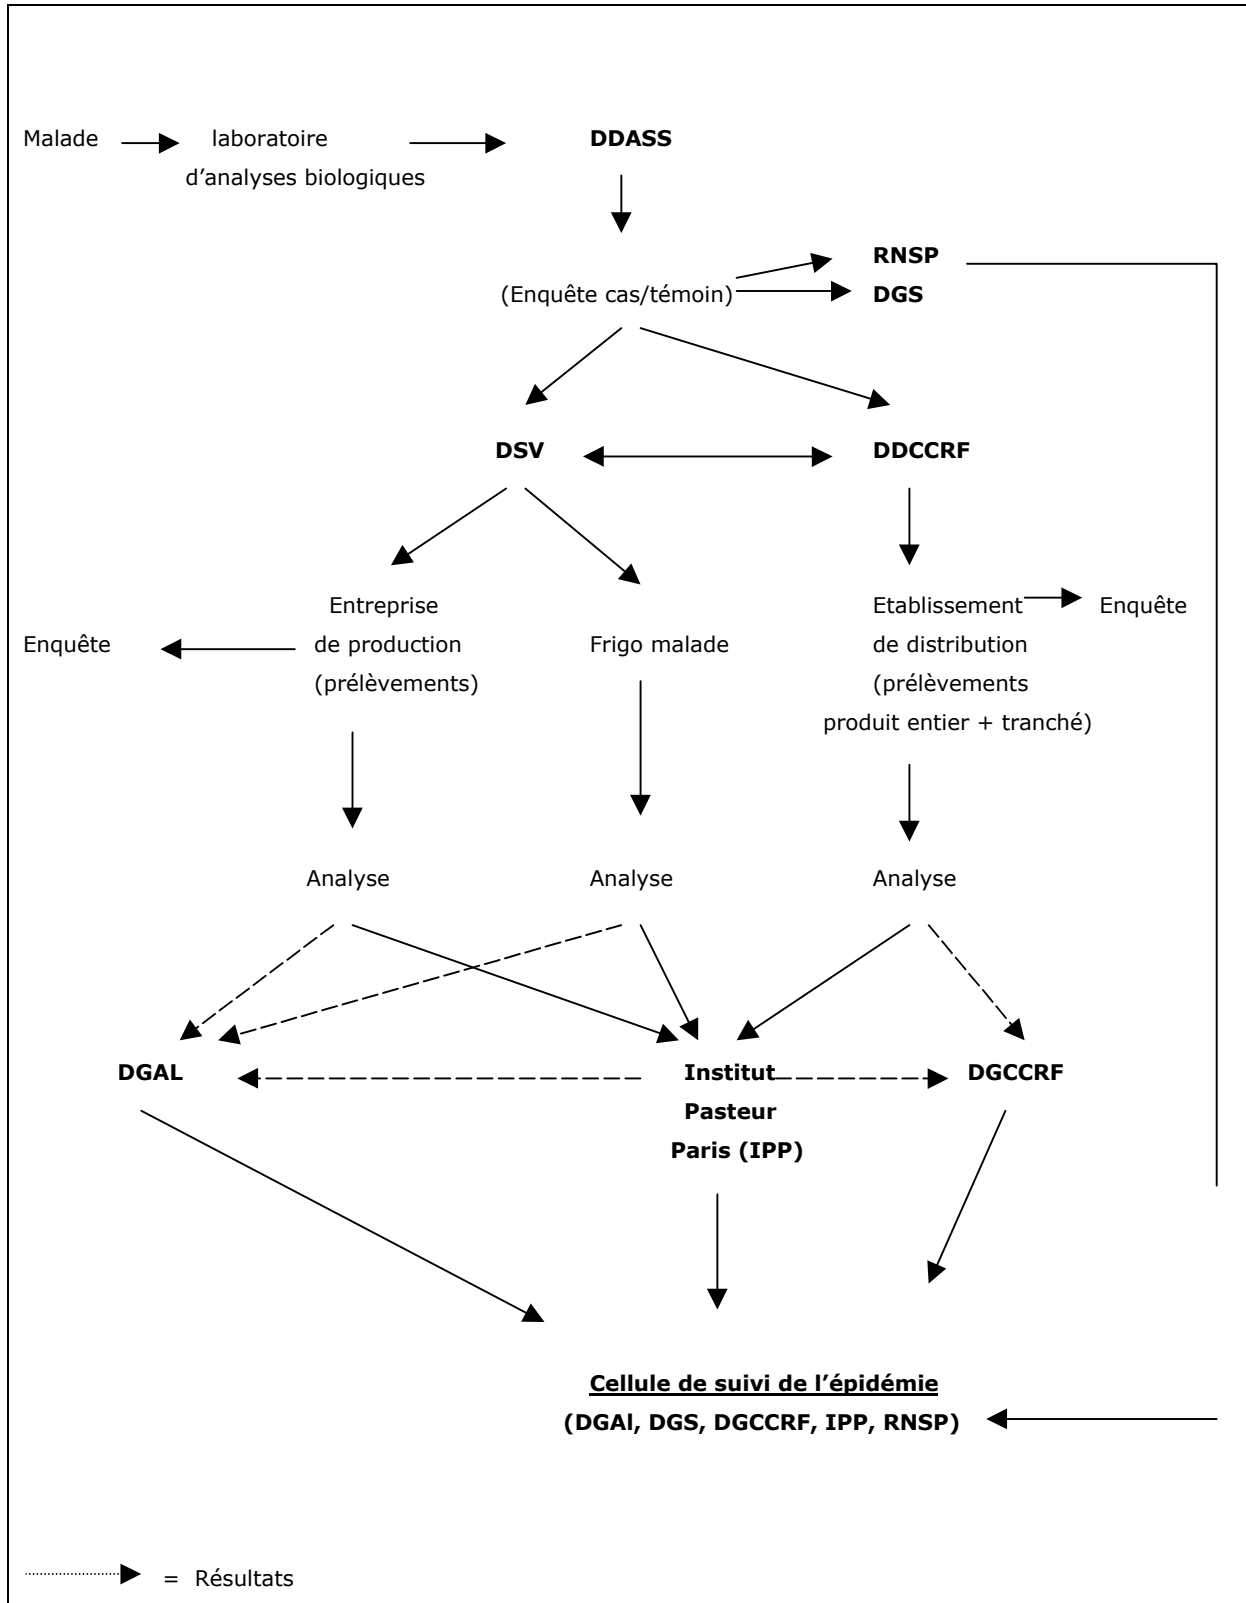 Malade
laboratoire
d'analyses biologiques
DDASS
RNSP
(Enquête cas/témoin)
DGS
DSV
DDCCRF
Entreprise
de production
(prélèvements)
Enquête
Frigo malade
Etablissement
de distribution
(prélèvements
produit entier + tranché)
Enquête
Analyse
Analyse
Analyse
DGAL
Institut
Pasteur
Paris (IPP)
DGCCRF
Cellule de suivi de l'épidémie
(DGAl, DGS, DGCCRF, IPP, RNSP)
= Résultats